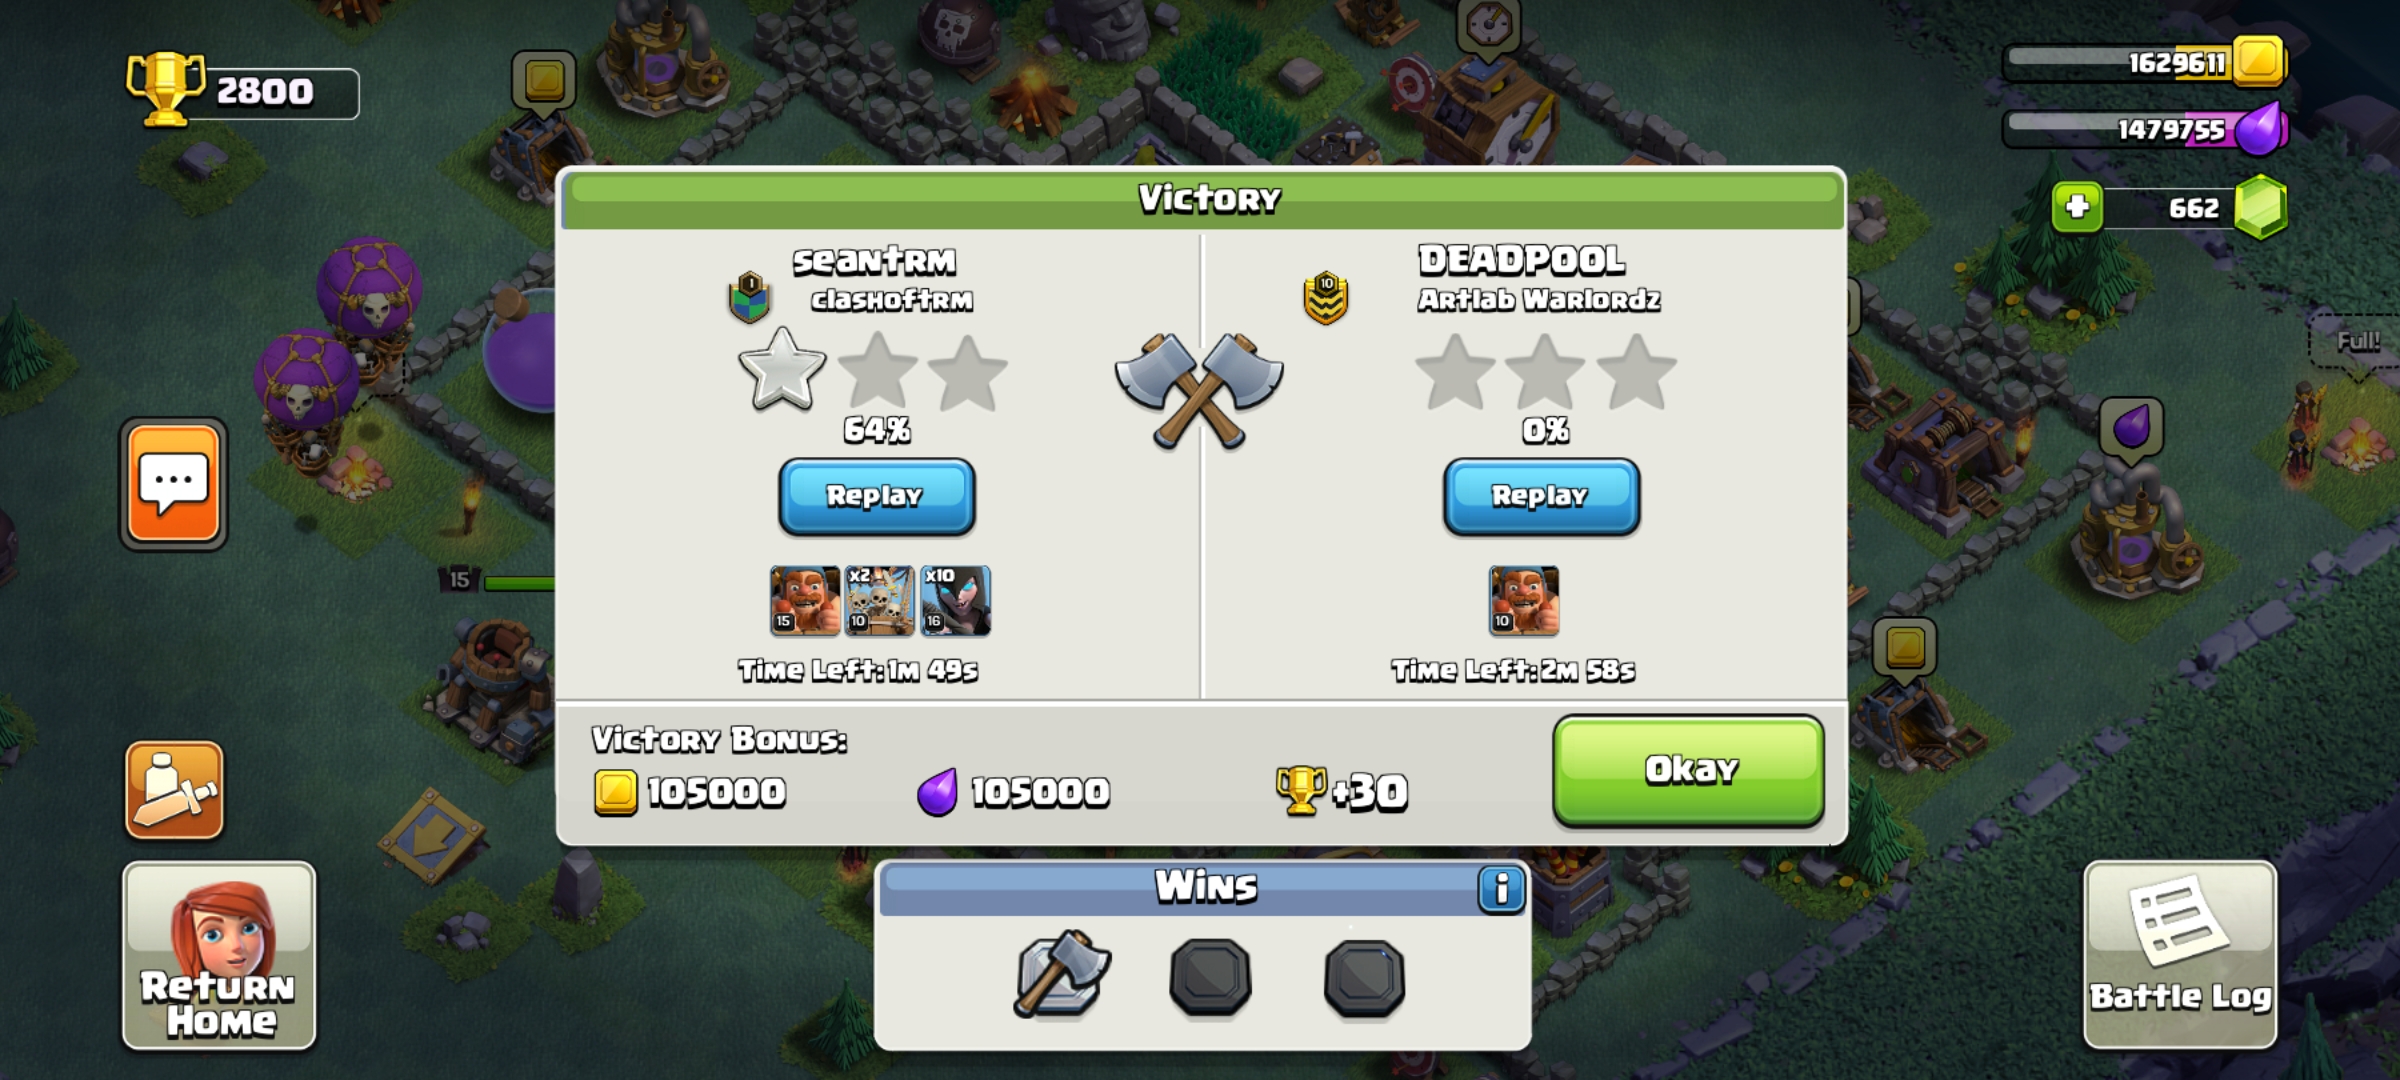 2800
1629611
1479755
662
Victory
seantrm
clashoftrm
1
64%
Replay
15
x2
10
x10
16
Time Left:1m 49s
DEADPOOL
Artlab Warlordz
10
0%
Replay
10
Time Left:2m 58s
Full!
15
Victory Bonus:
105000
105000
+30
Okay
Wins
i
Return
Home
Battle Log